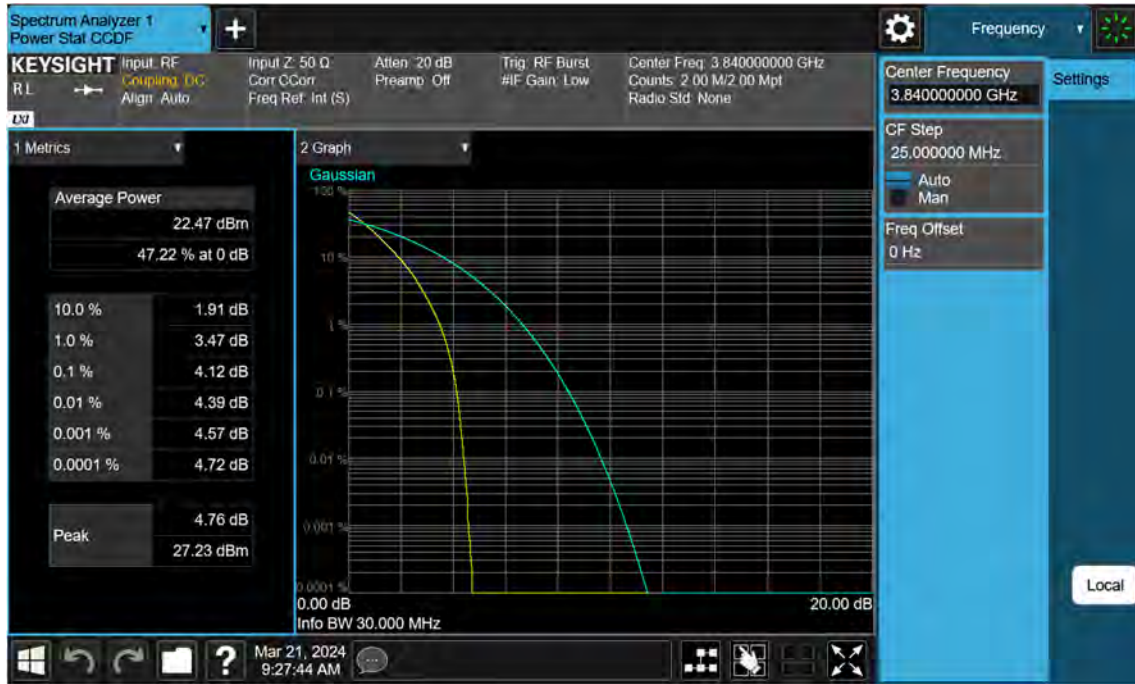 Spectrum Analyzer 1
Power Stat CCDF
+
Frequency
KEYSIGHT
RL
LXI
Input: RF
Coupling: DC
Align: Auto
Input Z: 50 Ω
Corr CCorr
Freq Ref: Int (S)
Atten: 20 dB
Preamp: Off
Trig: RF Burst
#IF Gain: Low
Center Freq: 3.840000000 GHz
Counts: 2.00 M/2.00 Mpt
Radio Std: None
Center Frequency
3.840000000 GHz
Settings
CF Step
25.000000 MHz
Auto
Man
Freq Offset
0 Hz
Local
1 Metrics
Average Power
22.47 dBm
47.22 % at 0 dB
10.0 % 1.91 dB
1.0 % 3.47 dB
0.1 % 4.12 dB
0.01 % 4.39 dB
0.001 % 4.57 dB
0.0001 % 4.72 dB
Peak
4.76 dB
27.23 dBm
2 Graph
Gaussian
100 %
10 %
1 %
0.1 %
0.01 %
0.001 %
0.0001 %
0.00 dB
20.00 dB
Info BW 30.000 MHz
?
Mar 21, 2024
9:27:44 AM